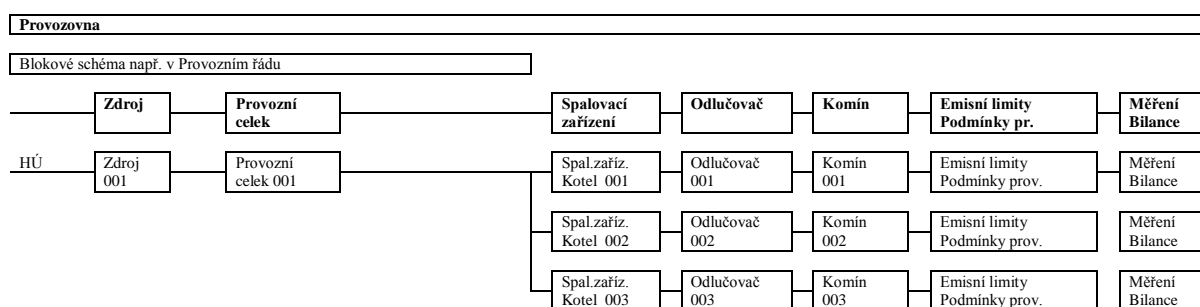 Provozovna
Blokové schéma např. v Provozním řádu
Zdroj Provozní celek Spalovací zařízení Odlučovač Komín Emisní limity Podmínky pr. Měření Bilance
HÚ Zdroj 001 Provozní celek 001 Spal.zaříz. Kotel 001 Odlučovač 001 Komín 001 Emisní limity Podmínky prov. Měření Bilance
Spal.zaříz. Kotel 002 Odlučovač 002 Komín 002 Emisní limity Podmínky prov. Měření Bilance
Spal.zaříz. Kotel 003 Odlučovač 003 Komín 003 Emisní limity Podmínky prov. Měření Bilance